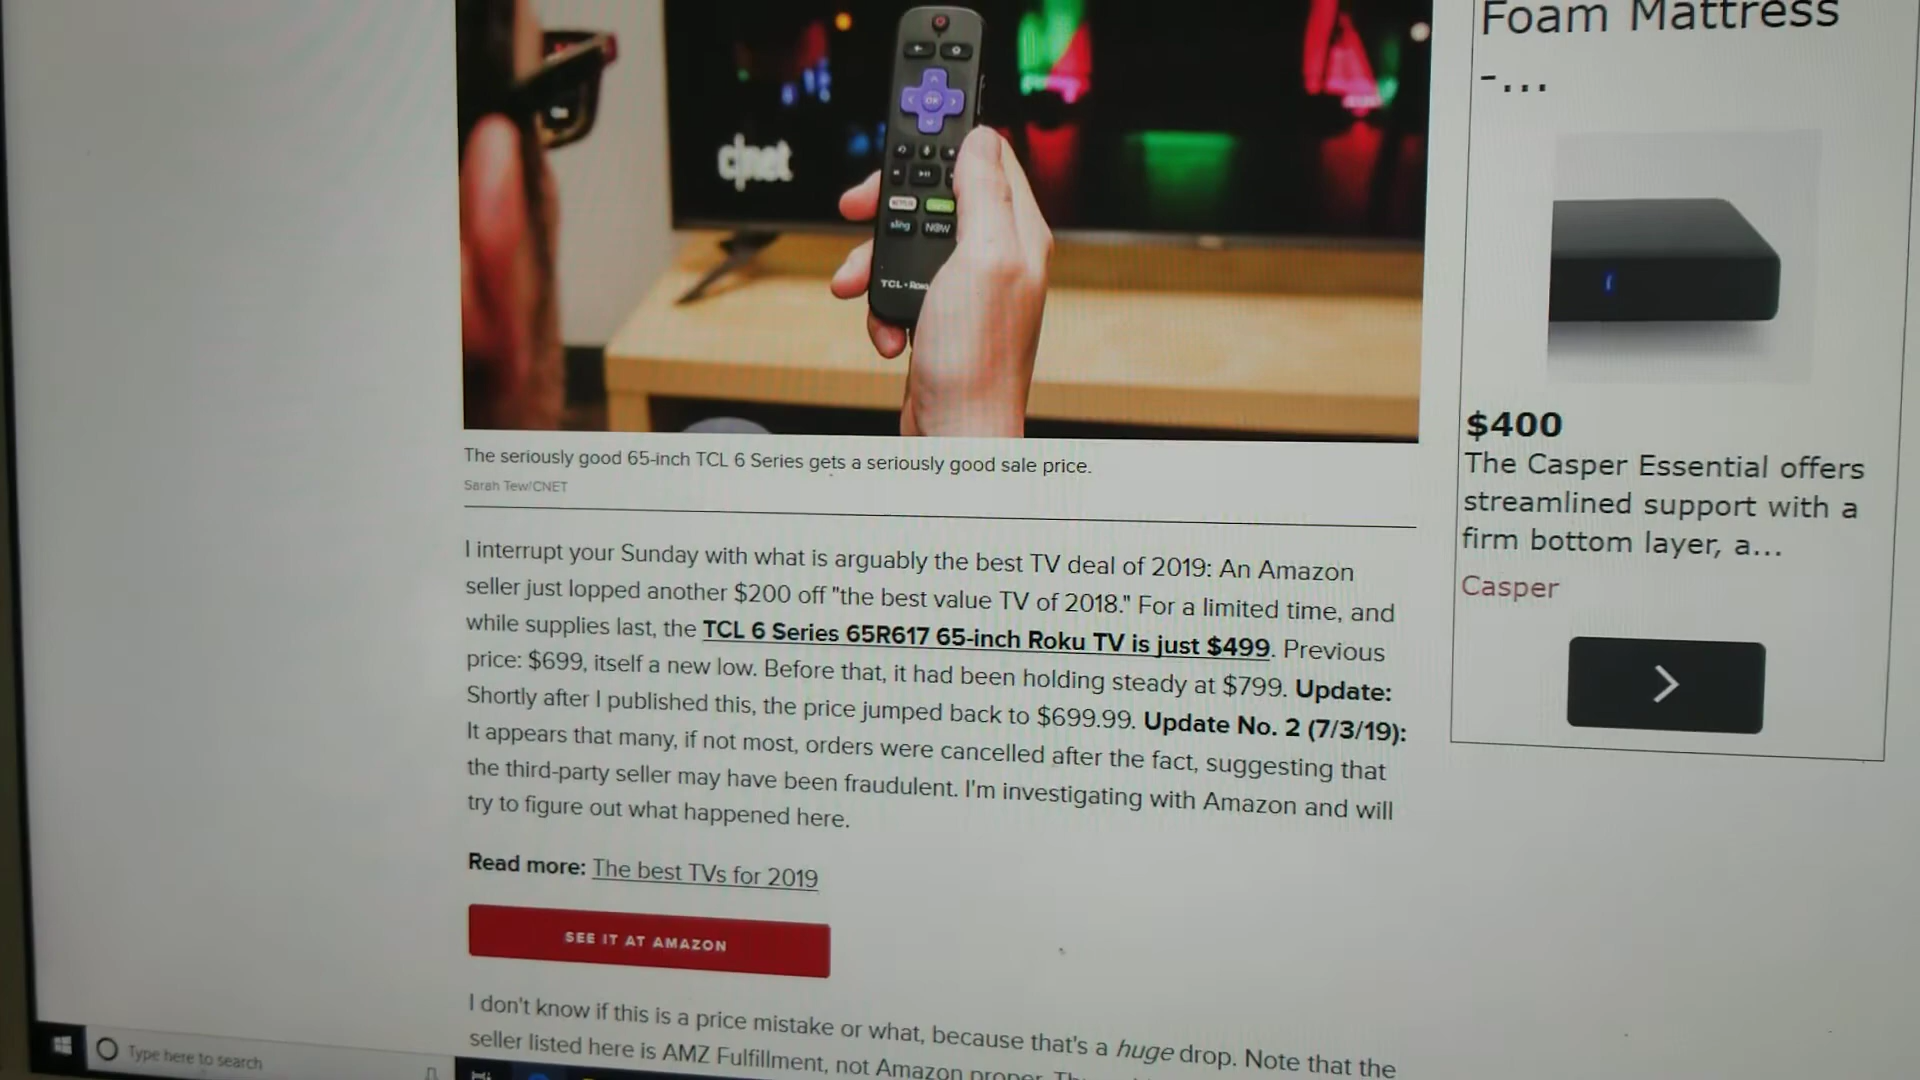 Foam Mattress
-...
OK
cnet
NETFLIX
sling NOW
TCL • Roku
The seriously good 65-inch TCL 6 Series gets a seriously good sale price.
Sarah Tew/CNET
$400
The Casper Essential offers
streamlined support with a
firm bottom layer, a...
Casper
I interrupt your Sunday with what is arguably the best TV deal of 2019: An Amazon
seller just lopped another $200 off "the best value TV of 2018." For a limited time, and
while supplies last, the TCL 6 Series 65R617 65-inch Roku TV is just $499. Previous
price: $699, itself a new low. Before that, it had been holding steady at $799. Update:
Shortly after I published this, the price jumped back to $699.99. Update No. 2 (7/3/19):
It appears that many, if not most, orders were cancelled after the fact, suggesting that
the third-party seller may have been fraudulent. I'm investigating with Amazon and will
try to figure out what happened here.
Read more: The best TVs for 2019
SEE IT AT AMAZON
I don't know if this is a price mistake or what, because that's a huge drop. Note that the
seller listed here is AMZ Fulfillment, not Amazon proper.
Type here to search